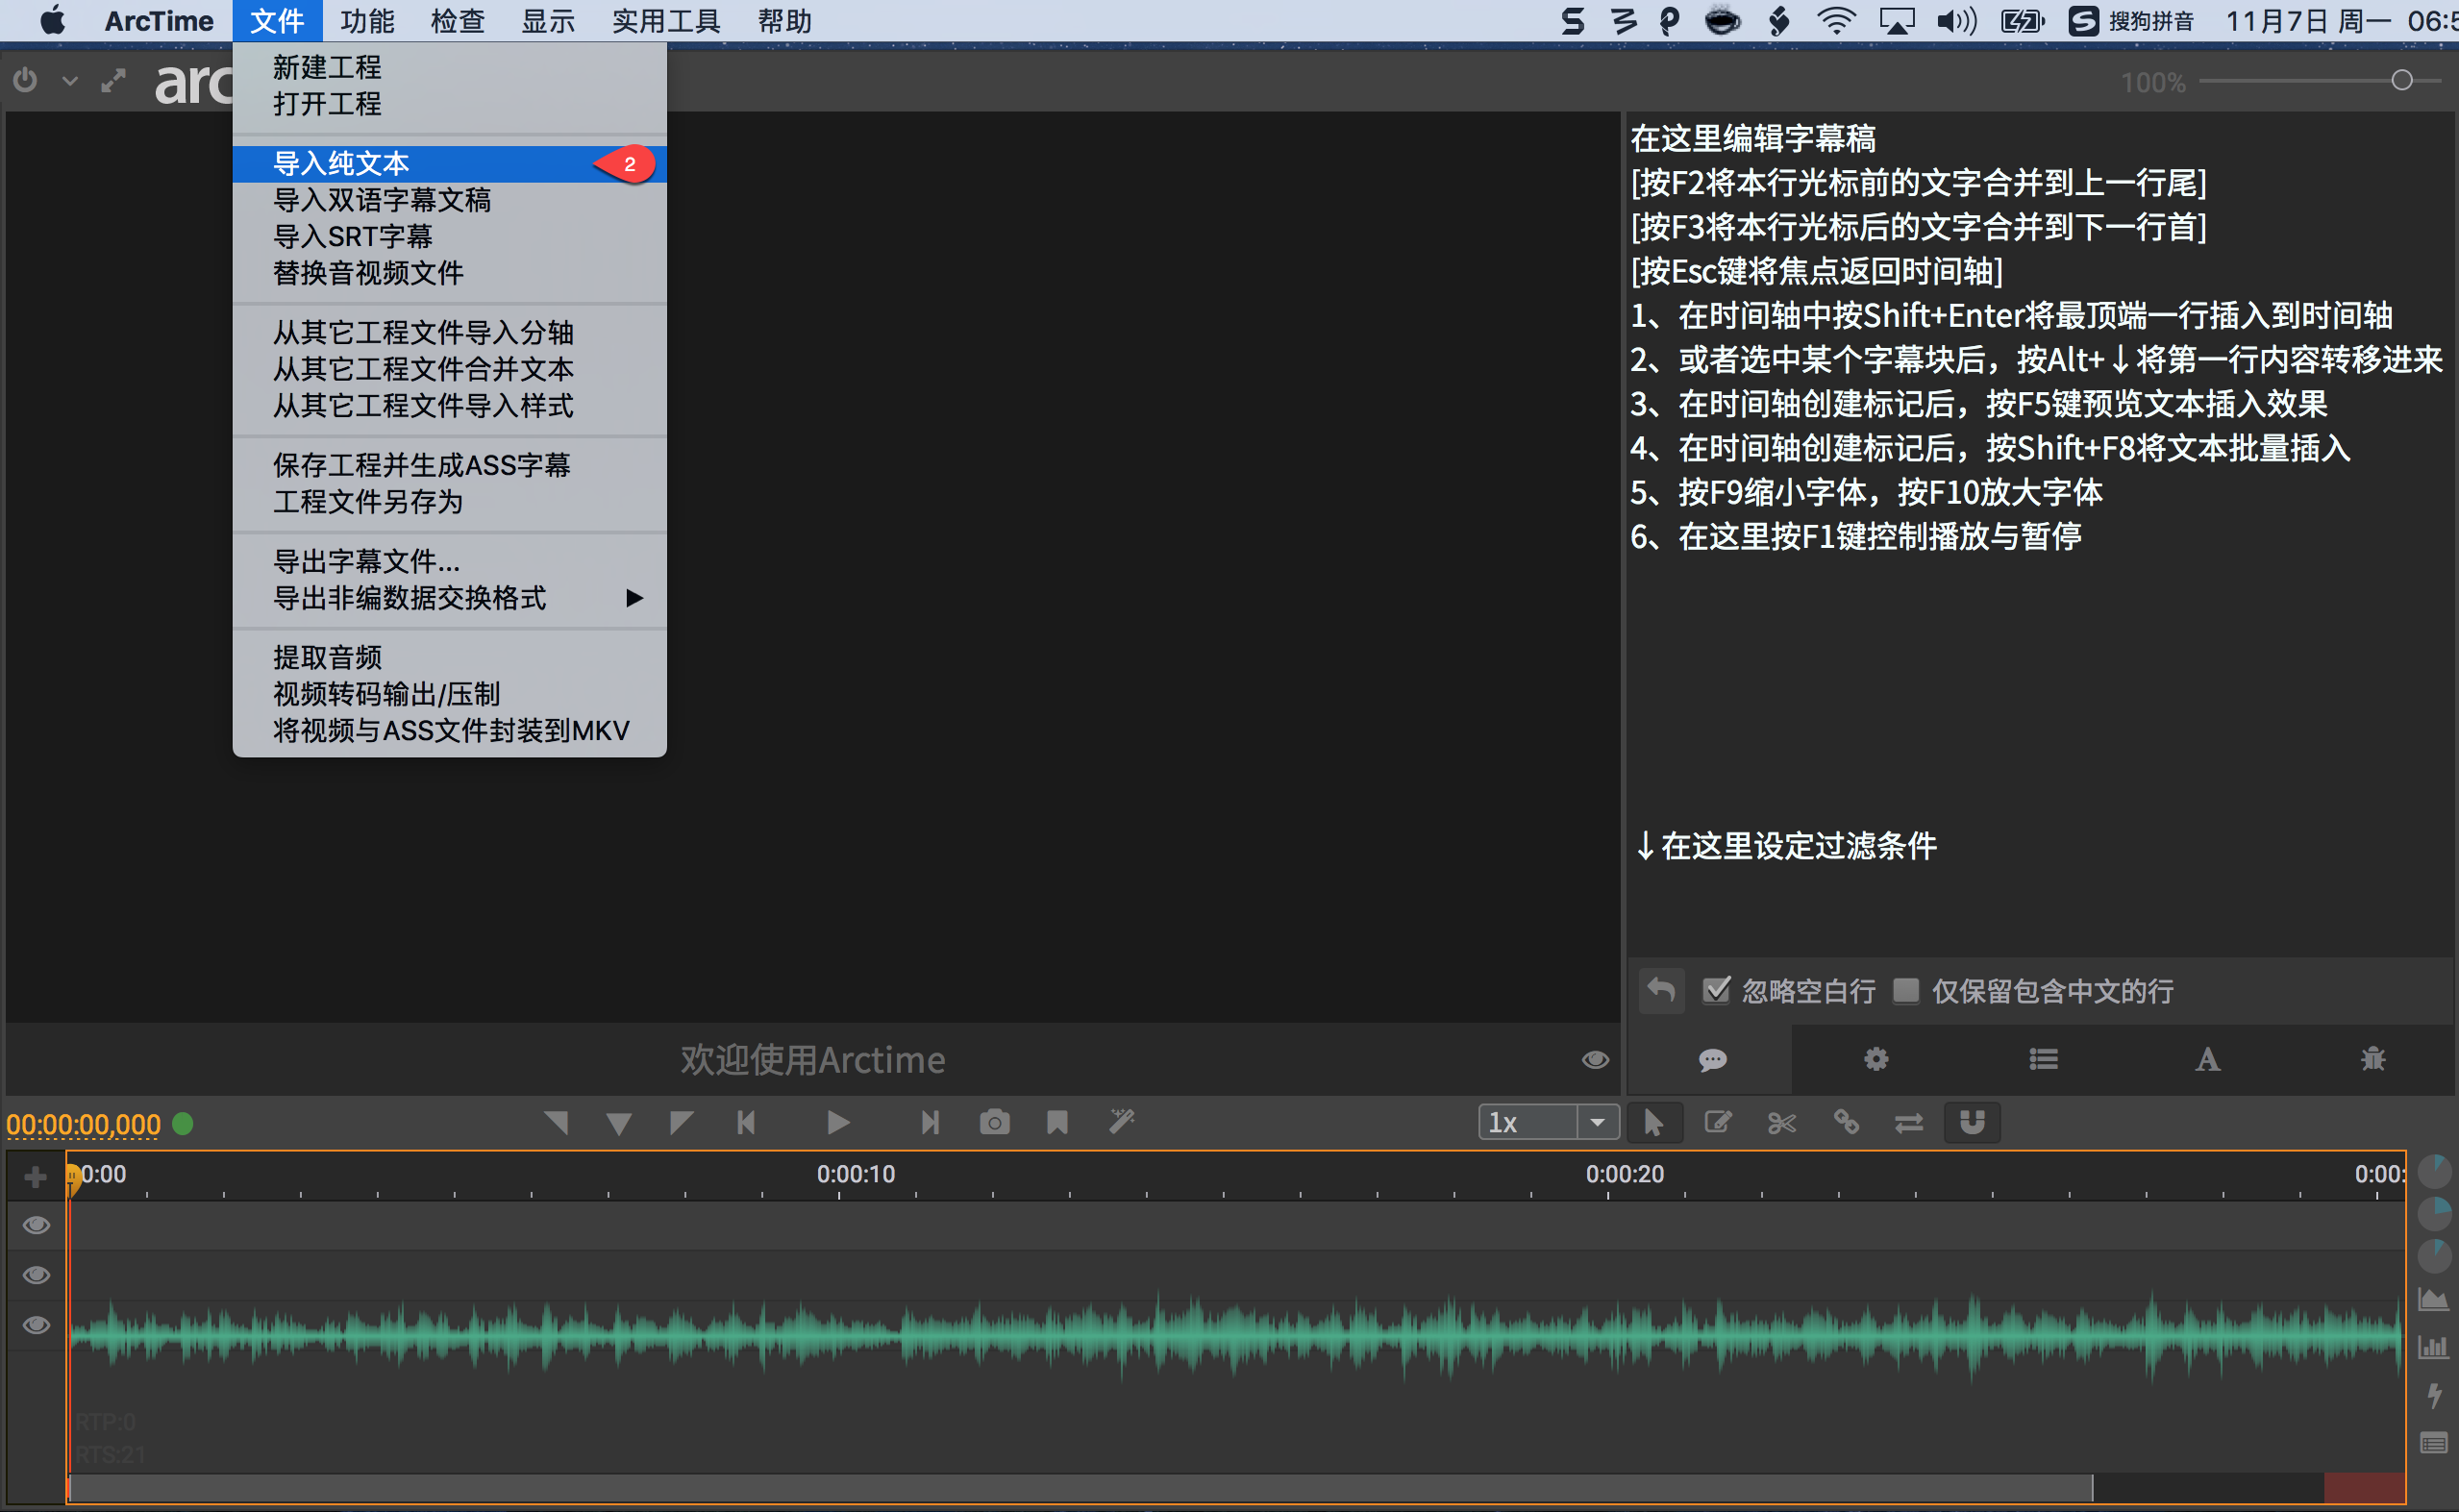 ArcTime 文件 功能 检查 显示 实用工具 帮助 搜狗拼音 11月7日 周一 06:5
arc
100%
新建工程
打开工程
导入纯文本 2
导入双语字幕文稿
导入SRT字幕
替换音视频文件
从其它工程文件导入分轴
从其它工程文件合并文本
从其它工程文件导入样式
保存工程并生成ASS字幕
工程文件另存为
导出字幕文件...
导出非编数据交换格式
提取音频
视频转码输出/压制
将视频与ASS文件封装到MKV
在这里编辑字幕稿
[按F2将本行光标前的文字合并到上一行尾]
[按F3将本行光标后的文字合并到下一行首]
[按Esc键将焦点返回时间轴]
1、在时间轴中按Shift+Enter将最顶端一行插入到时间轴
2、或者选中某个字幕块后，按Alt+↓将第一行内容转移进来
3、在时间轴创建标记后，按F5键预览文本插入效果
4、在时间轴创建标记后，按Shift+F8将文本批量插入
5、按F9缩小字体，按F10放大字体
6、在这里按F1键控制播放与暂停
↓在这里设定过滤条件
忽略空白行 仅保留包含中文的行
欢迎使用Arctime
00:00:00,000
1x
0:00 0:00:10 0:00:20 0:00:
RTP:0
RTS:21